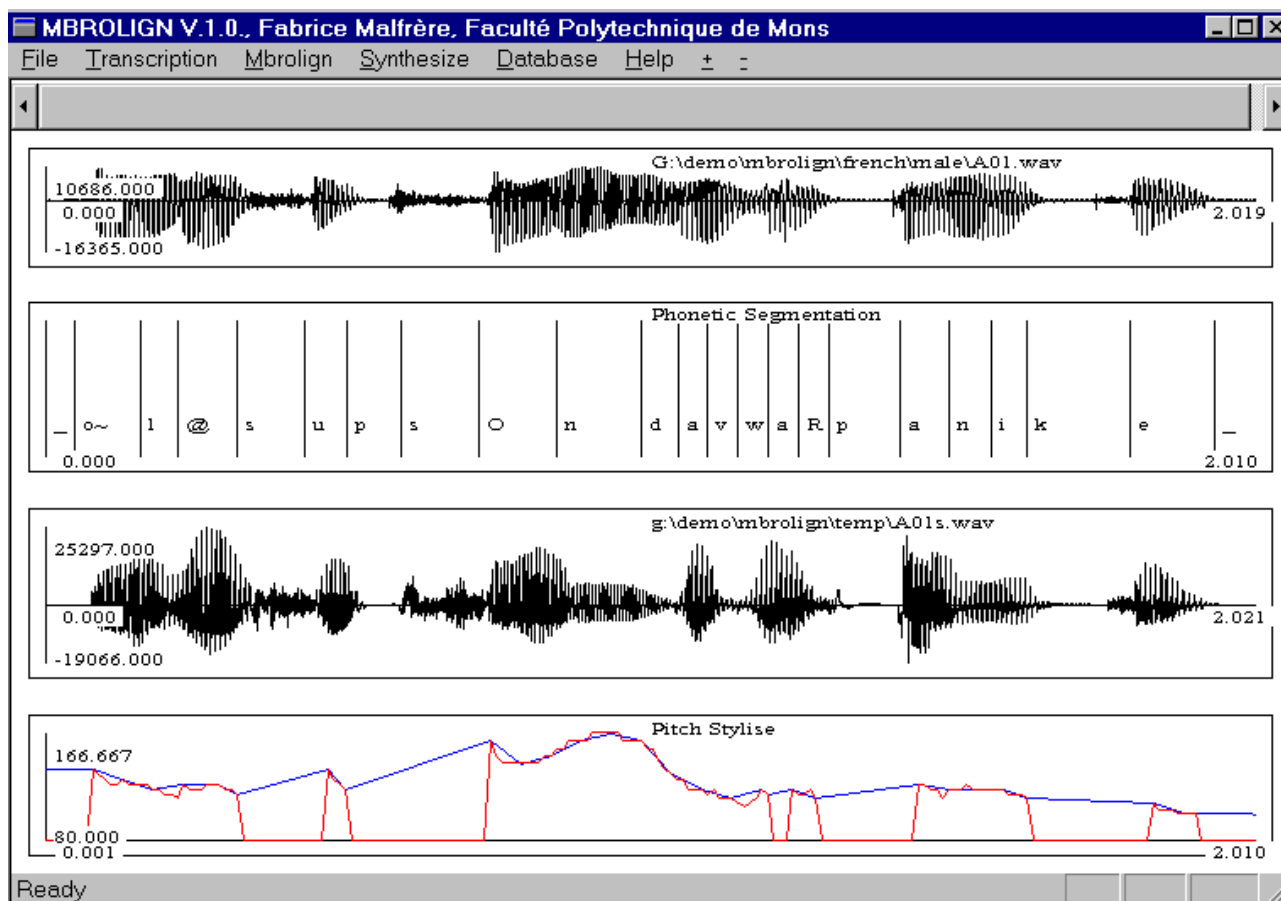 MBROLIGN V.1.0., Fabrice Malfrère, Faculté Polytechnique de Mons
File Transcription Mbrolign Synthesize Database Help + -
G:\demo\mbrolign\french\male\A01.wav
10686.000
0.000
2.019
-16365.000
Phonetic Segmentation
_ o~ l @ s u p s O n d a v w a R p a n i k e _
0.000
2.010
g:\demo\mbrolign\temp\A01s.wav
25297.000
0.000
2.021
-19066.000
Pitch Stylise
166.667
80.000
0.001
2.010
Ready